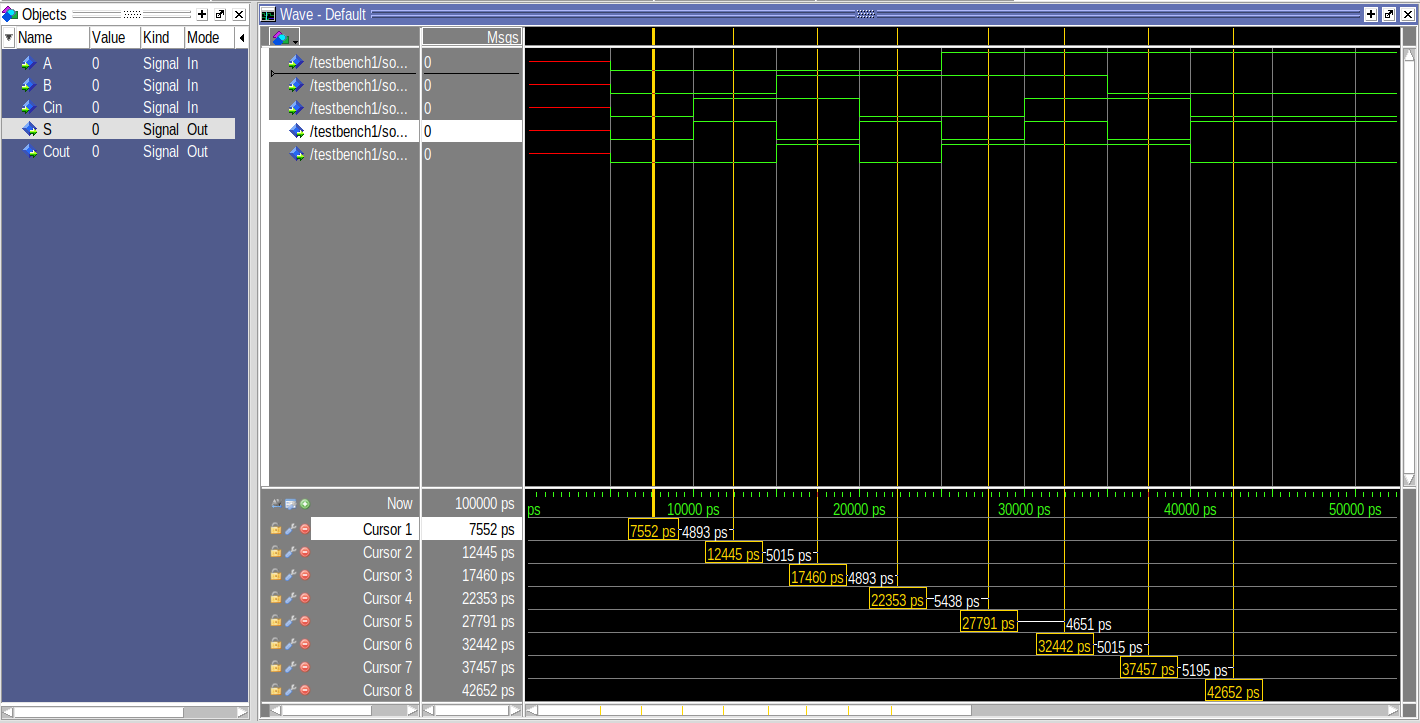 Objects
Name Value Kind Mode
A 0 Signal In
B 0 Signal In
Cin 0 Signal In
S 0 Signal Out
Cout 0 Signal Out
Wave - Default
Msgs
/testbench1/so... 0
/testbench1/so... 0
/testbench1/so... 0
/testbench1/so... 0
/testbench1/so... 0
Now 100000 ps
ps 10000 ps 20000 ps 30000 ps 40000 ps 50000 ps
Cursor 1 7552 ps 7552 ps 4893 ps
Cursor 2 12445 ps 12445 ps 5015 ps
Cursor 3 17460 ps 17460 ps 4893 ps
Cursor 4 22353 ps 22353 ps 5438 ps
Cursor 5 27791 ps 27791 ps 4651 ps
Cursor 6 32442 ps 32442 ps 5015 ps
Cursor 7 37457 ps 37457 ps 5195 ps
Cursor 8 42652 ps 42652 ps